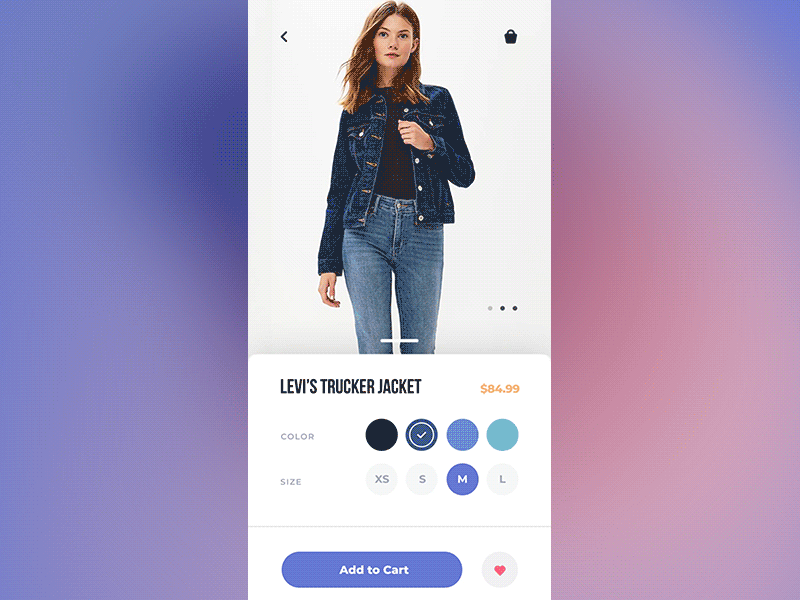 LEVI'S TRUCKER JACKET
$84.99
COLOR
SIZE
XS S M L
Add to Cart